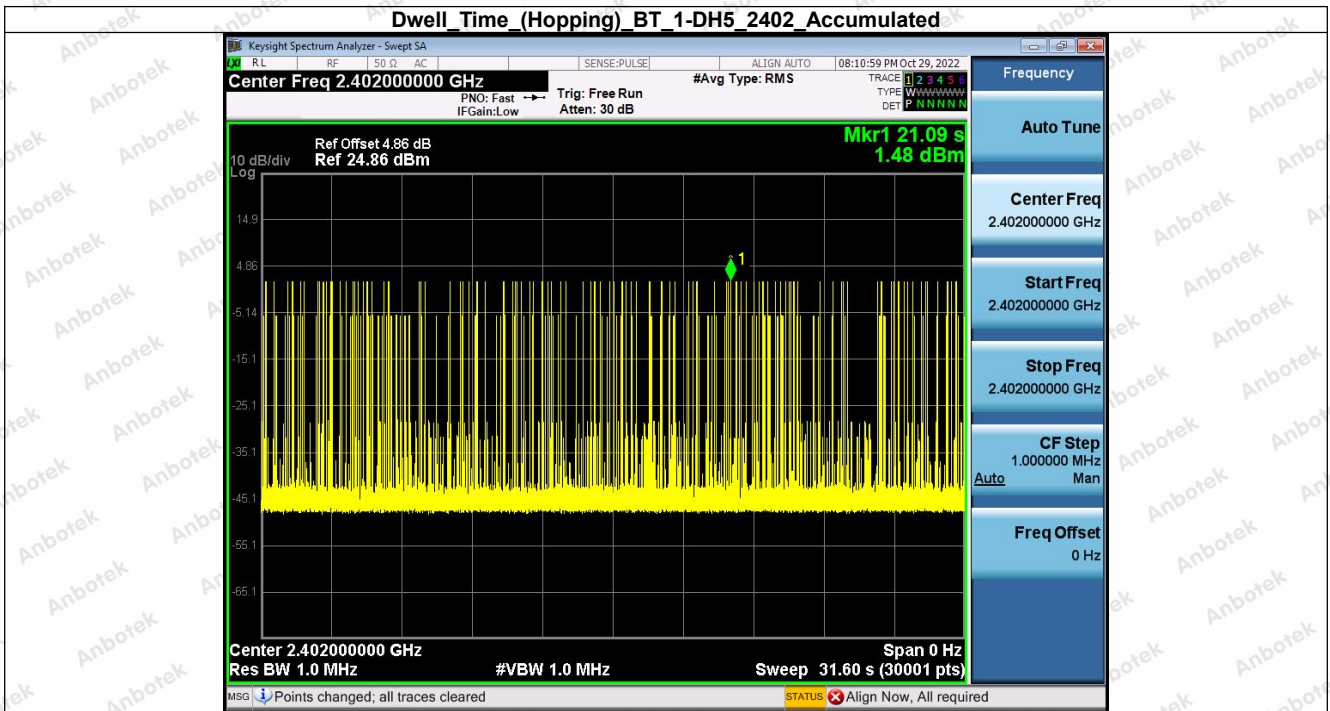 Dwell_Time_(Hopping)_BT_1-DH5_2402_Accumulated
Keysight Spectrum Analyzer - Swept SA
LXI RL RF 50 Ω AC SENSE:PULSE ALIGN AUTO 08:10:59 PM Oct 29, 2022
Center Freq 2.402000000 GHz
PNO: Fast
IFGain:Low
Trig: Free Run
Atten: 30 dB
#Avg Type: RMS
TRACE 1 2 3 4 5 6
TYPE WWWWWW
DET P N N N N N
Ref Offset 4.86 dB
10 dB/div Ref 24.86 dBm
Log
Mkr1 21.09 s
1.48 dBm
14.9
4.86
-5.14
-15.1
-25.1
-35.1
-45.1
-55.1
-65.1
1
Center 2.402000000 GHz Span 0 Hz
Res BW 1.0 MHz #VBW 1.0 MHz Sweep 31.60 s (30001 pts)
MSG Points changed; all traces cleared STATUS Align Now, All required
Frequency
Auto Tune
Center Freq
2.402000000 GHz
Start Freq
2.402000000 GHz
Stop Freq
2.402000000 GHz
CF Step
1.000000 MHz
Auto Man
Freq Offset
0 Hz
Anbotek